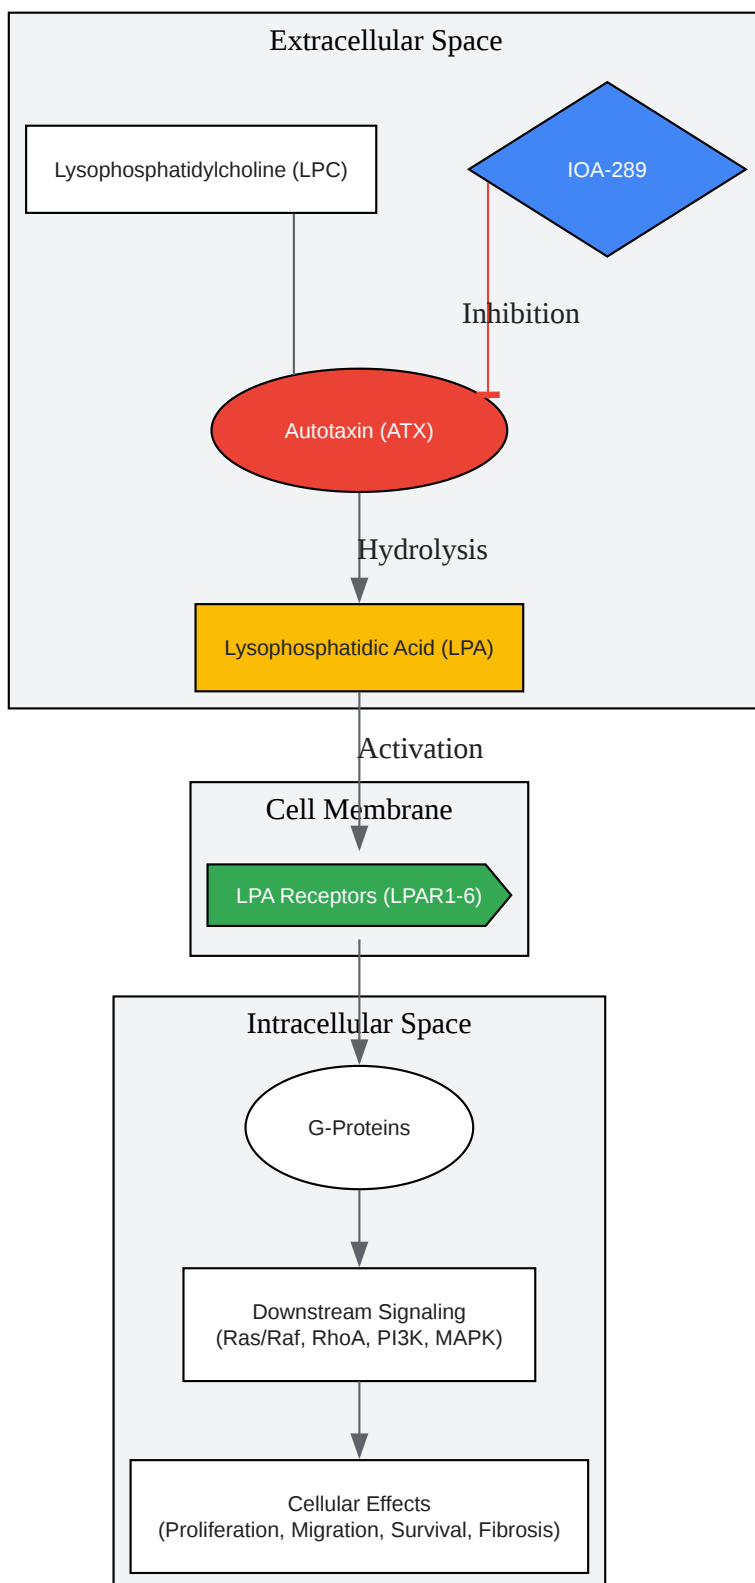 Extracellular Space
Lysophosphatidylcholine (LPC)
IOA-289
Inhibition
Autotaxin (ATX)
Hydrolysis
Lysophosphatidic Acid (LPA)
Activation
Cell Membrane
LPA Receptors (LPAR1-6)
Intracellular Space
G-Proteins
Downstream Signaling
(Ras/Raf, RhoA, PI3K, MAPK)
Cellular Effects
(Proliferation, Migration, Survival, Fibrosis)